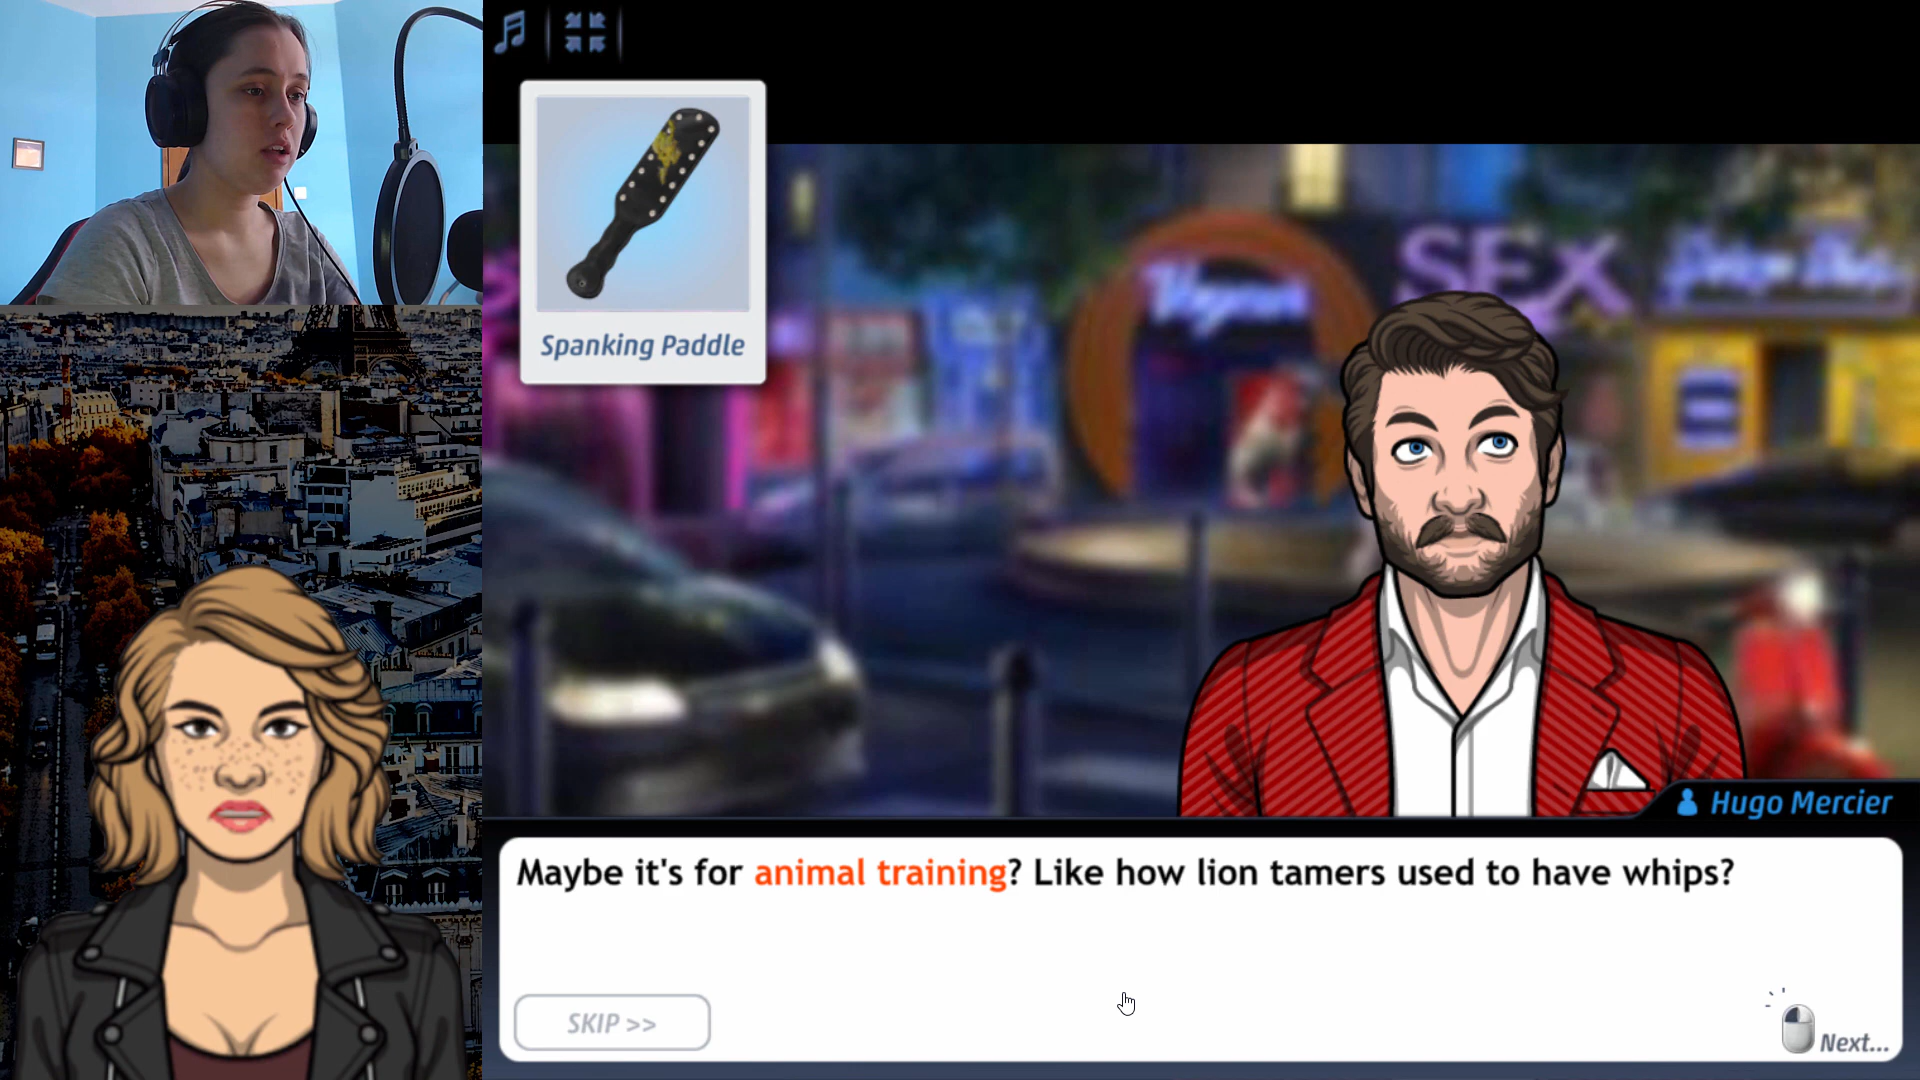 SEX
Spanking Paddle
Hugo Mercier
Maybe it's for animal training? Like how lion tamers used to have whips?
SKIP >>
Next...